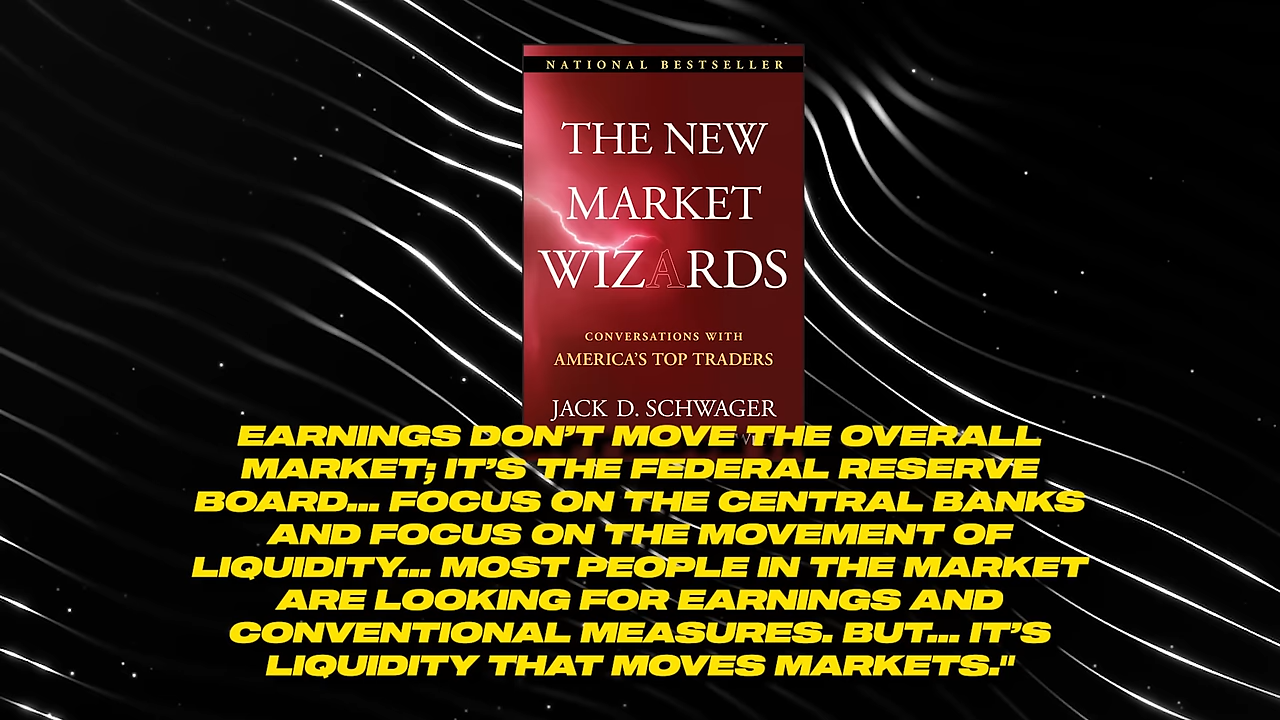 NATIONAL BESTSELLER
THE NEW
MARKET
WIZARDS
CONVERSATIONS WITH
AMERICA'S TOP TRADERS
JACK D. SCHWAGER
EARNINGS DON'T MOVE THE OVERALL
MARKET; IT'S THE FEDERAL RESERVE
BOARD... FOCUS ON THE CENTRAL BANKS
AND FOCUS ON THE MOVEMENT OF
LIQUIDITY... MOST PEOPLE IN THE MARKET
ARE LOOKING FOR EARNINGS AND
CONVENTIONAL MEASURES. BUT... IT'S
LIQUIDITY THAT MOVES MARKETS."